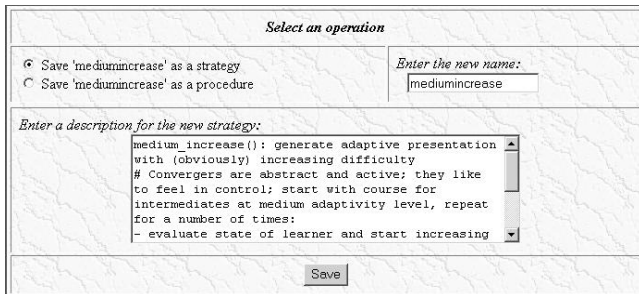 Select an operation
Save 'mediumincrease' as a strategy
Save 'mediumincrease' as a procedure
Enter the new name:
mediumincrease
Enter a description for the new strategy:
medium_increase(): generate adaptive presentation
with (obviously) increasing difficulty
# Convergers are abstract and active; they like
to feel in control; start with course for
intermediates at medium adaptivity level, repeat
for a number of times:
- evaluate state of learner and start increasing
Save